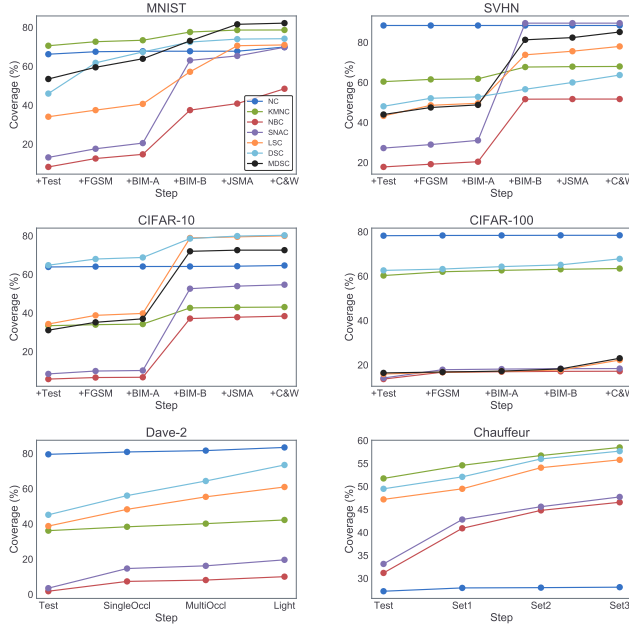 MNIST
Coverage (%)
80
60
40
20
NC
KMNC
NBC
SNAC
LSC
DSC
MDSC
+Test +FGSM +BIM-A +BIM-B +JSMA +C&W
Step
SVHN
Coverage (%)
80
60
40
20
+Test +FGSM +BIM-A +BIM-B +JSMA +C&W
Step
CIFAR-10
Coverage (%)
80
60
40
20
+Test +FGSM +BIM-A +BIM-B +JSMA +C&W
Step
CIFAR-100
Coverage (%)
80
60
40
20
+Test +FGSM +BIM-A +BIM-B +C&W
Step
Dave-2
Coverage (%)
80
60
40
20
0
Test SingleOccl MultiOccl Light
Step
Chauffeur
Coverage (%)
60
55
50
45
40
35
30
Test Set1 Set2 Set3
Step